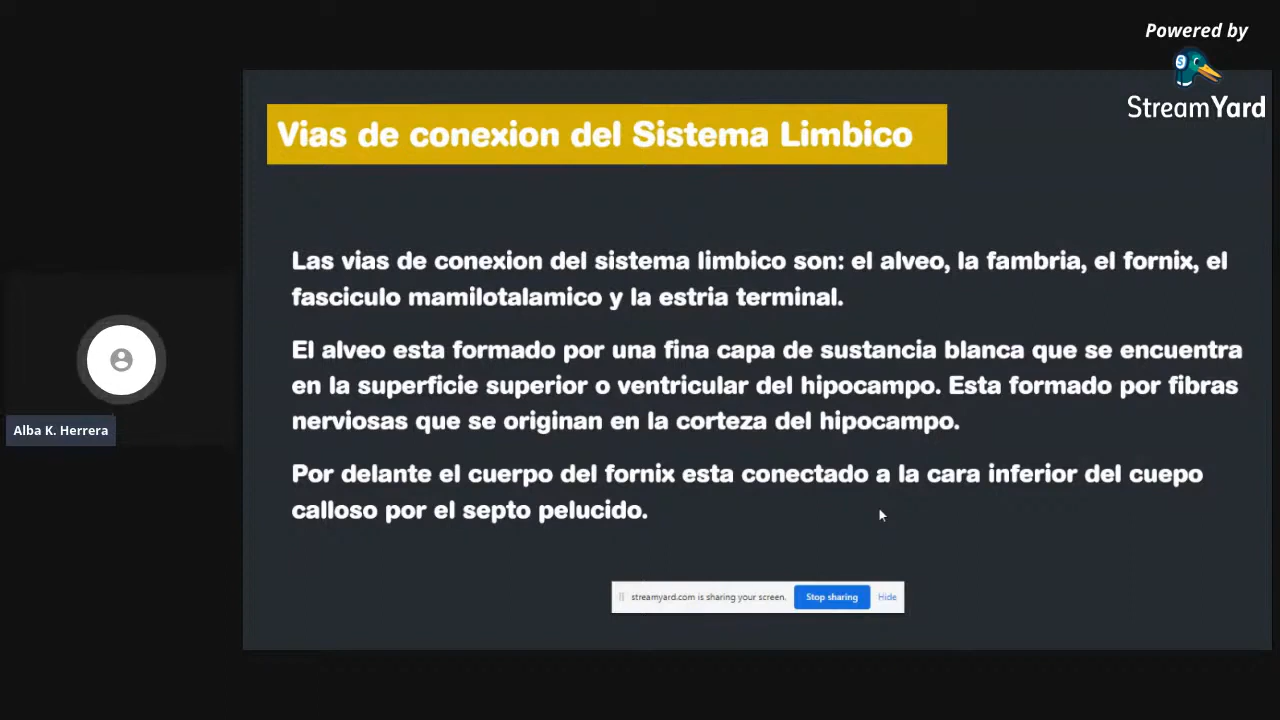 Powered by
StreamYard
Vias de conexion del Sistema Limbico
Las vias de conexion del sistema limbico son: el alveo, la fambria, el fornix, el
fasciculo mamilotalamico y la estria terminal.
El alveo esta formado por una fina capa de sustancia blanca que se encuentra
en la superficie superior o ventricular del hipocampo. Esta formado por fibras
nerviosas que se originan en la corteza del hipocampo.
Por delante el cuerpo del fornix esta conectado a la cara inferior del cuepo
calloso por el septo pelucido.
Alba K. Herrera
streamyard.com is sharing your screen. Stop sharing Hide